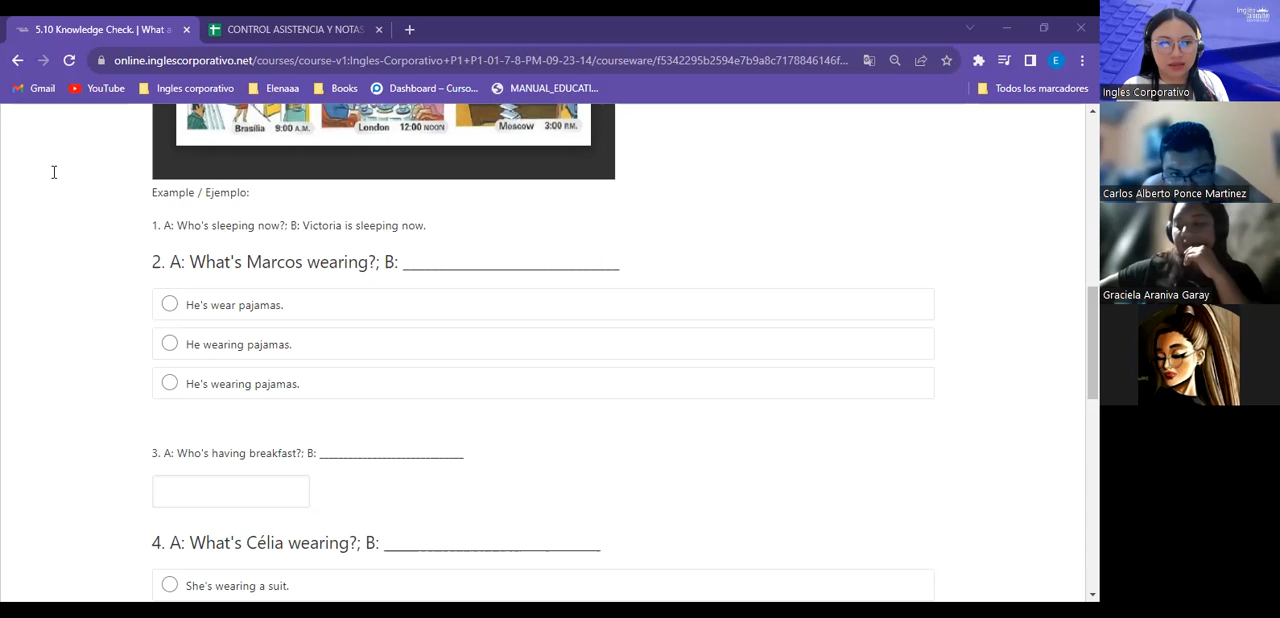 5.10 Knowledge Check. | What a
CONTROL ASISTENCIA Y NOTAS
online.inglescorporativo.net/courses/course-v1:Ingles-Corporativo+P1+P1-01-7-8-PM-09-23-14/courseware/f5342295b2594e7b9a8c7178846146f...
E
Gmail
YouTube
Ingles corporativo
Elenaaa
Books
Dashboard – Curso...
MANUAL_EDUCATI...
Todos los marcadores
Brasília 9:00 A.M.
London 12:00 NOON
Moscow 3:00 P.M.
Example / Ejemplo:
1. A: Who's sleeping now?; B: Victoria is sleeping now.
2. A: What's Marcos wearing?; B: ____________________
He's wear pajamas.
He wearing pajamas.
He's wearing pajamas.
3. A: Who's having breakfast?; B: ____________________
4. A: What's Célia wearing?; B: ____________________
She's wearing a suit.
Ingles Corporativo
Carlos Alberto Ponce Martinez
Graciela Araniva Garay